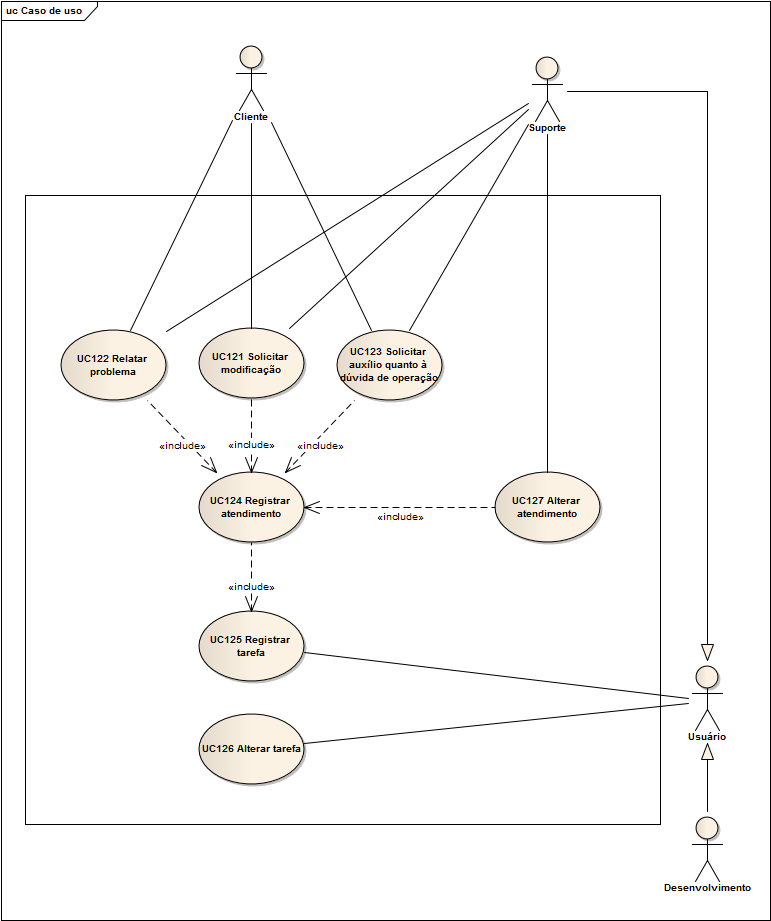 uc Caso de uso
Cliente
Suporte
UC122 Relatar
problema
UC121 Solicitar
modificação
UC123 Solicitar
auxílio quanto à
dúvida de operação
«include»
«include»
«include»
UC124 Registrar
atendimento
UC127 Alterar
atendimento
«include»
«include»
UC125 Registrar
tarefa
UC126 Alterar tarefa
Usuário
Desenvolvimento